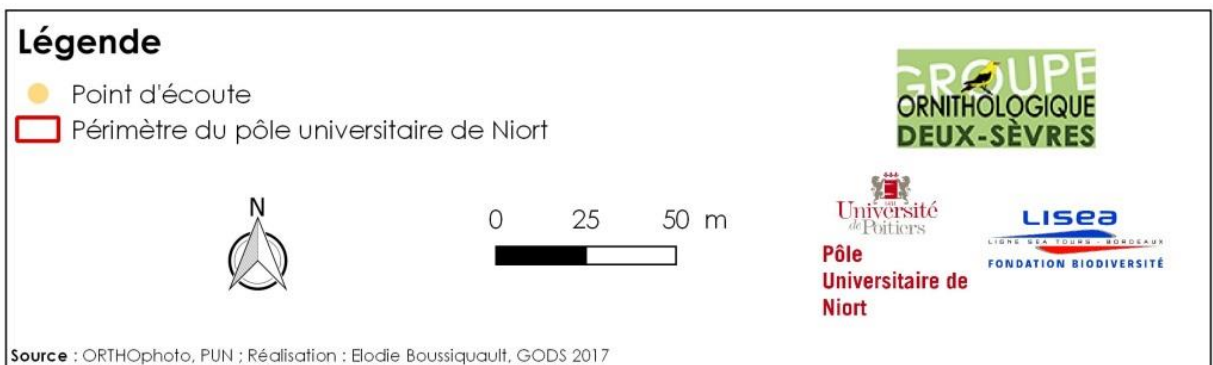 Légende
Point d'écoute
Périmètre du pôle universitaire de Niort
N
0 25 50 m
GROUPE
ORNITHOLOGIQUE
DEUX-SÈVRES
Université
de Poitiers
Pôle
Universitaire de
Niort
LISEA
LIGNE SEA TOURS - BORDEAUX
FONDATION BIODIVERSITÉ
Source : ORTHOphoto, PUN ; Réalisation : Elodie Boussiquault, GODS 2017